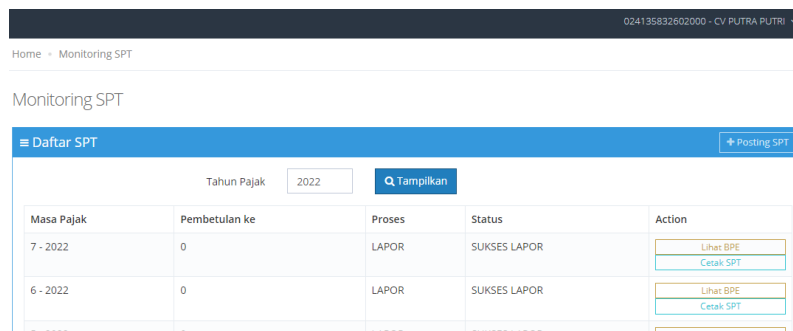 024135832602000 - CV PUTRA PUTRI
Home Monitoring SPT
Monitoring SPT
Daftar SPT
+ Posting SPT
Tahun Pajak 2022 Tampilkan
Masa Pajak Pembetulan ke Proses Status Action
7 - 2022 0 LAPOR SUKSES LAPOR Lihat BPE
Cetak SPT
6 - 2022 0 LAPOR SUKSES LAPOR Lihat BPE
Cetak SPT